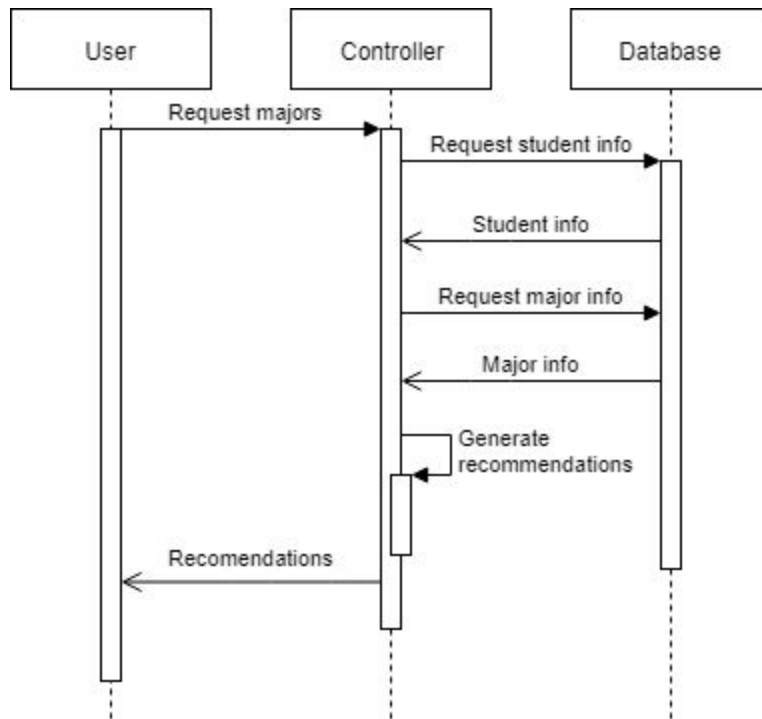 User
Controller
Database
Request majors
Request student info
Student info
Request major info
Major info
Generate
recommendations
Recomendations